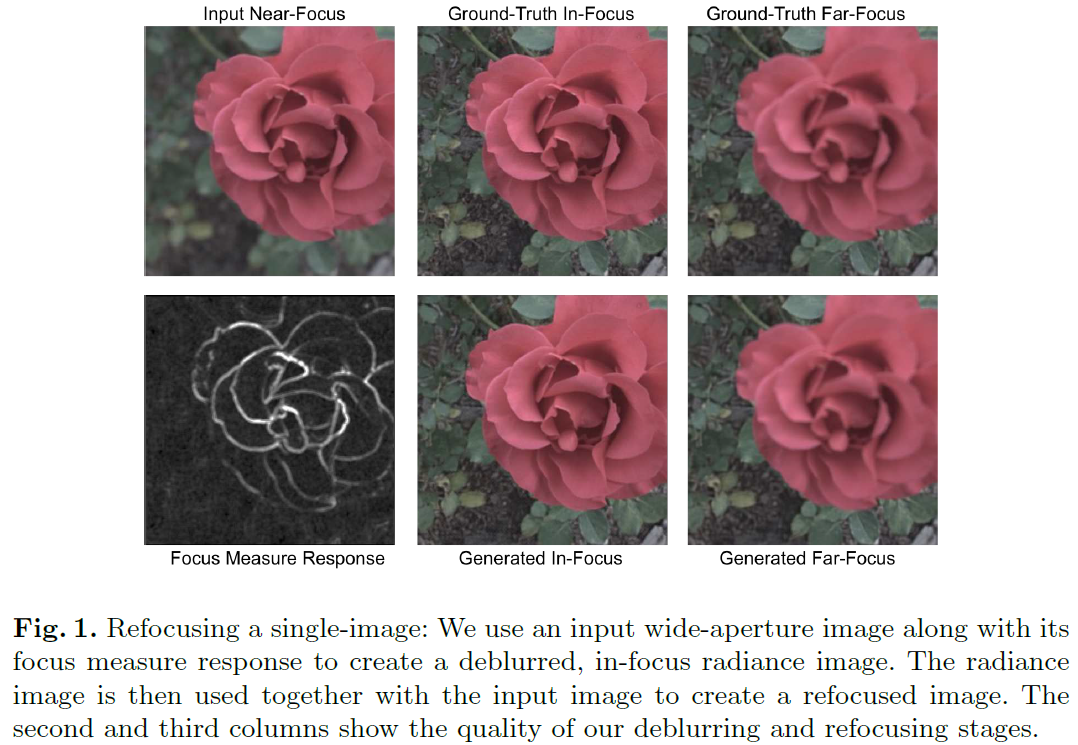 Input Near-Focus
Ground-Truth In-Focus
Ground-Truth Far-Focus
Focus Measure Response
Generated In-Focus
Generated Far-Focus
Fig. 1. Refocusing a single-image: We use an input wide-aperture image along with its
focus measure response to create a deblurred, in-focus radiance image. The radiance
image is then used together with the input image to create a refocused image. The
second and third columns show the quality of our deblurring and refocusing stages.